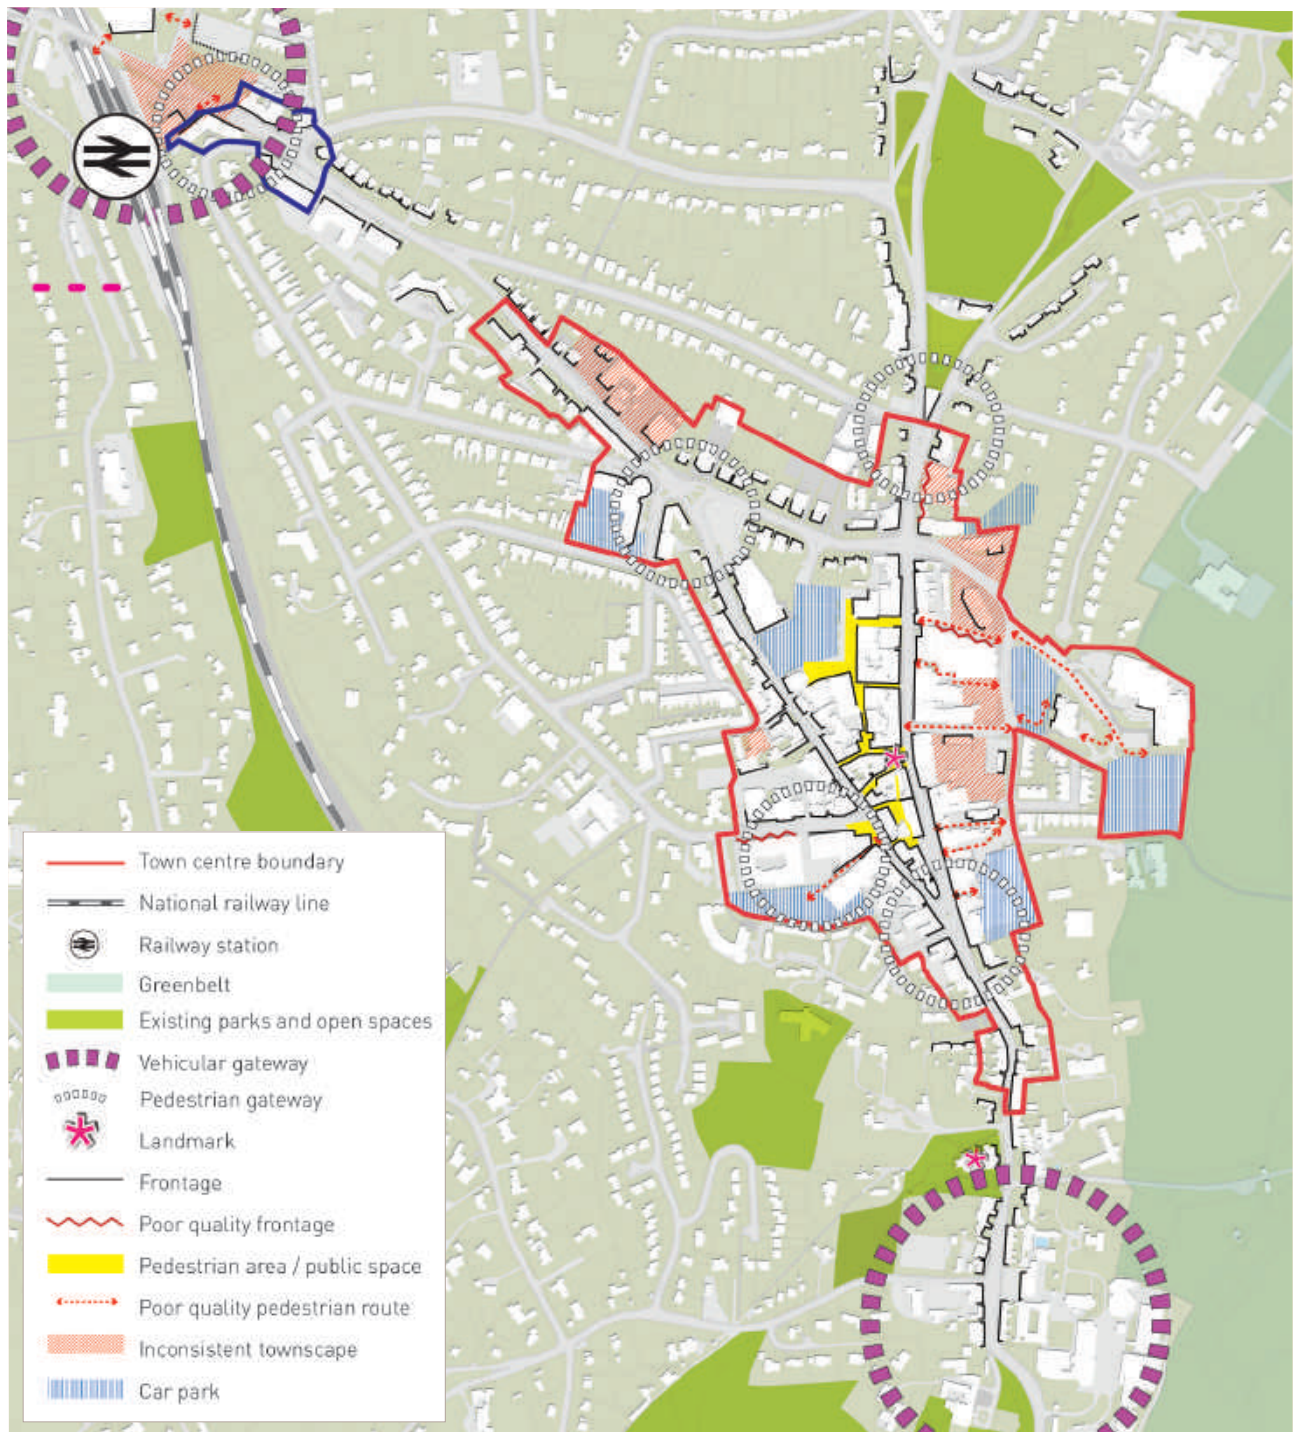 Town centre boundary
National railway line
Railway station
Greenbelt
Existing parks and open spaces
Vehicular gateway
Pedestrian gateway
Landmark
Frontage
Poor quality frontage
Pedestrian area / public space
Poor quality pedestrian route
Inconsistent townscape
Car park